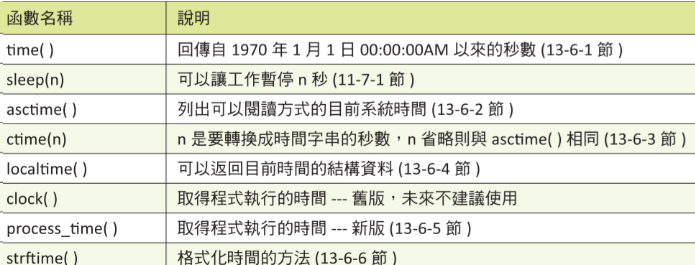 函數名稱 說明
time( ) 回傳自 1970 年 1 月 1 日 00:00:00AM 以來的秒數 (13-6-1 節 )
sleep(n) 可以讓工作暫停 n 秒 (11-7-1 節 )
asctime( ) 列出可以閱讀方式的目前系統時間 (13-6-2 節 )
ctime(n) n 是要轉換成時間字串的秒數，n 省略則與 asctime( ) 相同 (13-6-3 節 )
localtime( ) 可以返回目前時間的結構資料 (13-6-4 節 )
clock( ) 取得程式執行的時間 --- 舊版，未來不建議使用
process_time( ) 取得程式執行的時間 --- 新版 (13-6-5 節 )
strftime( ) 格式化時間的方法 (13-6-6 節 )